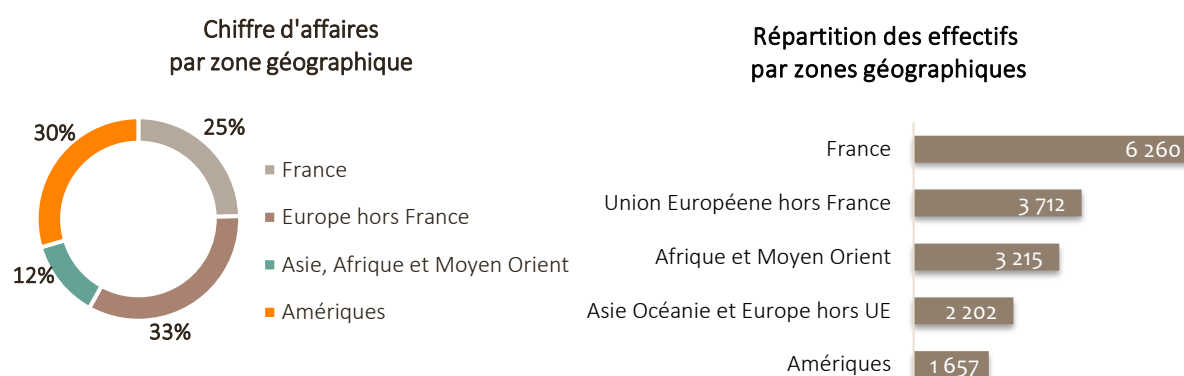 Chiffre d'affaires
par zone géographique
30%
25%
12%
33%
France
Europe hors France
Asie, Afrique et Moyen Orient
Amériques
Répartition des effectifs
par zones géographiques
France 6 260
Union Européene hors France 3 712
Afrique et Moyen Orient 3 215
Asie Océanie et Europe hors UE 2 202
Amériques 1 657